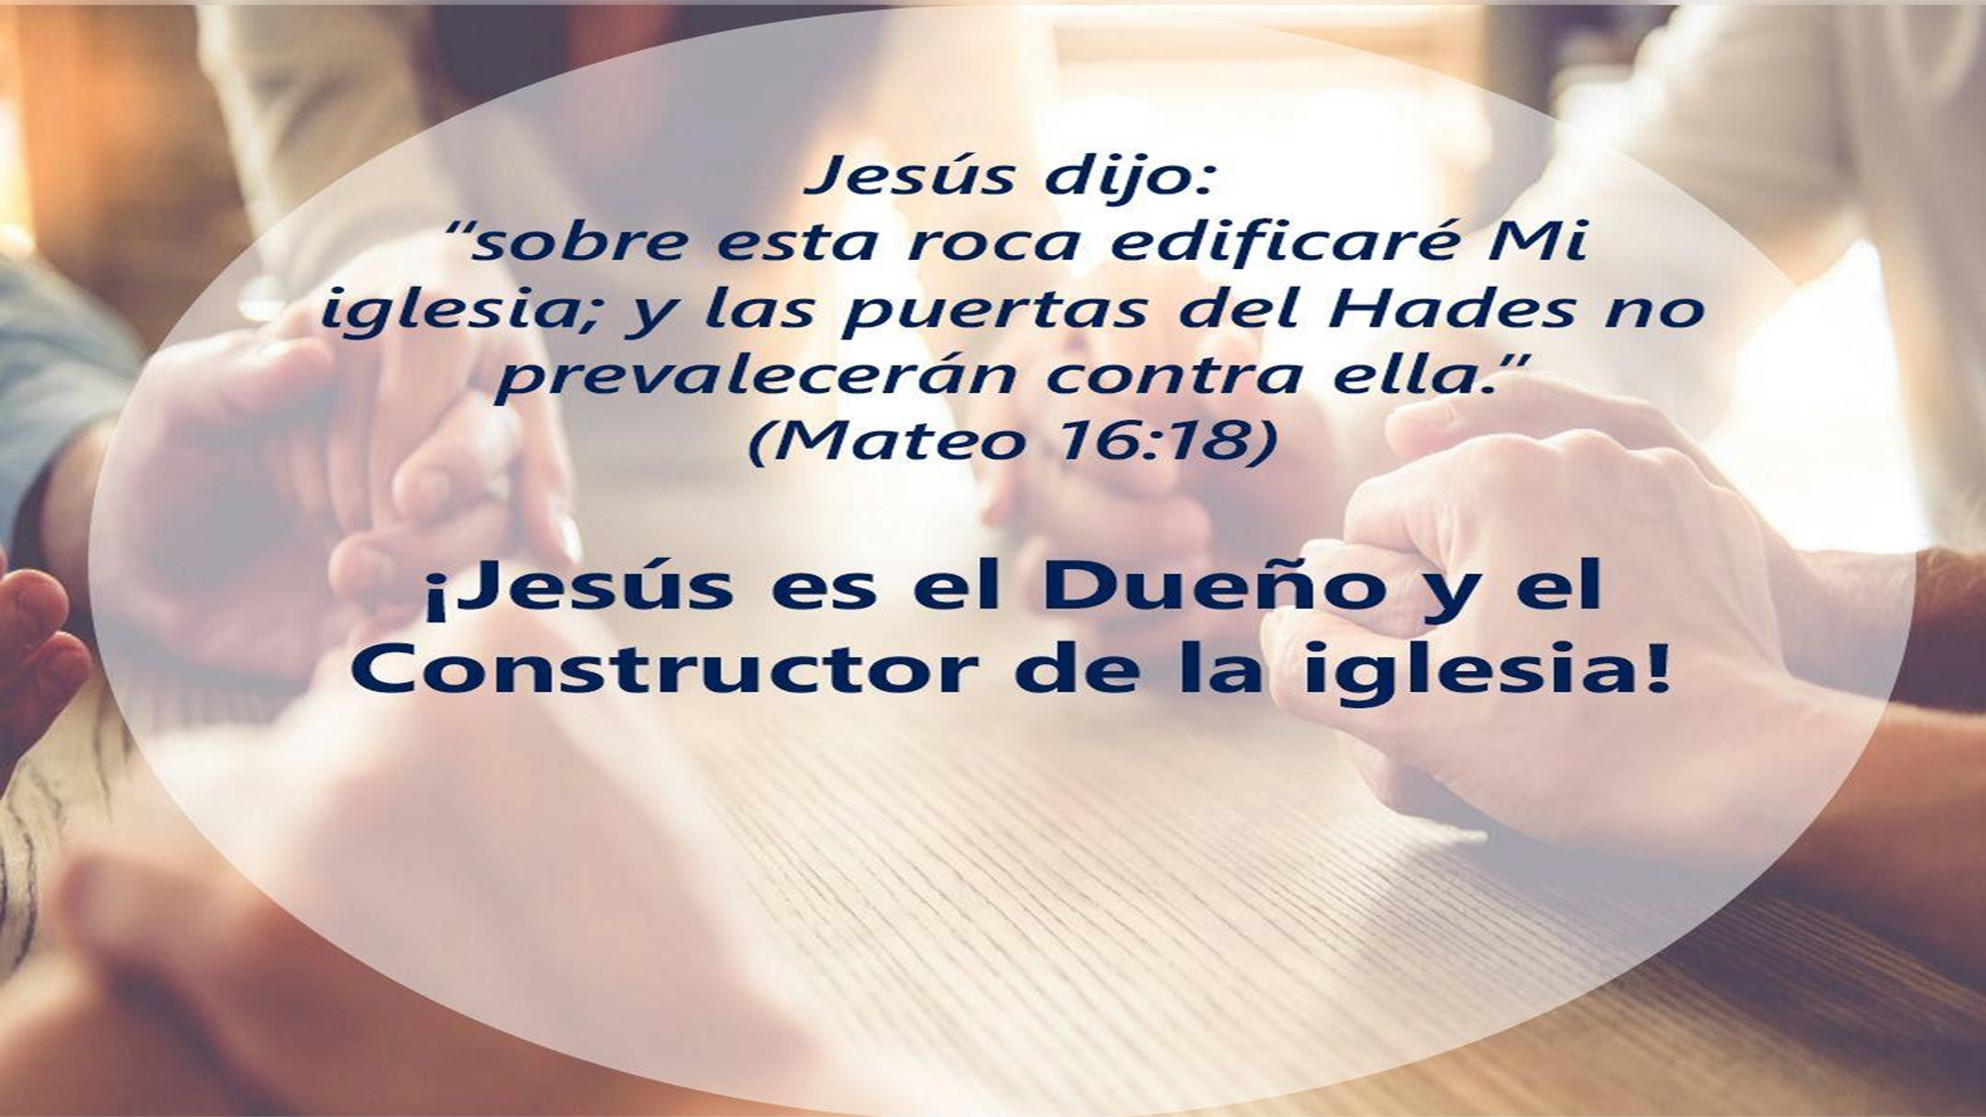 Jesús dijo:
“sobre esta roca edificaré Mi
iglesia; y las puertas del Hades no
prevalecerán contra ella.”
(Mateo 16:18)
¡Jesús es el Dueño y el
Constructor de la iglesia!